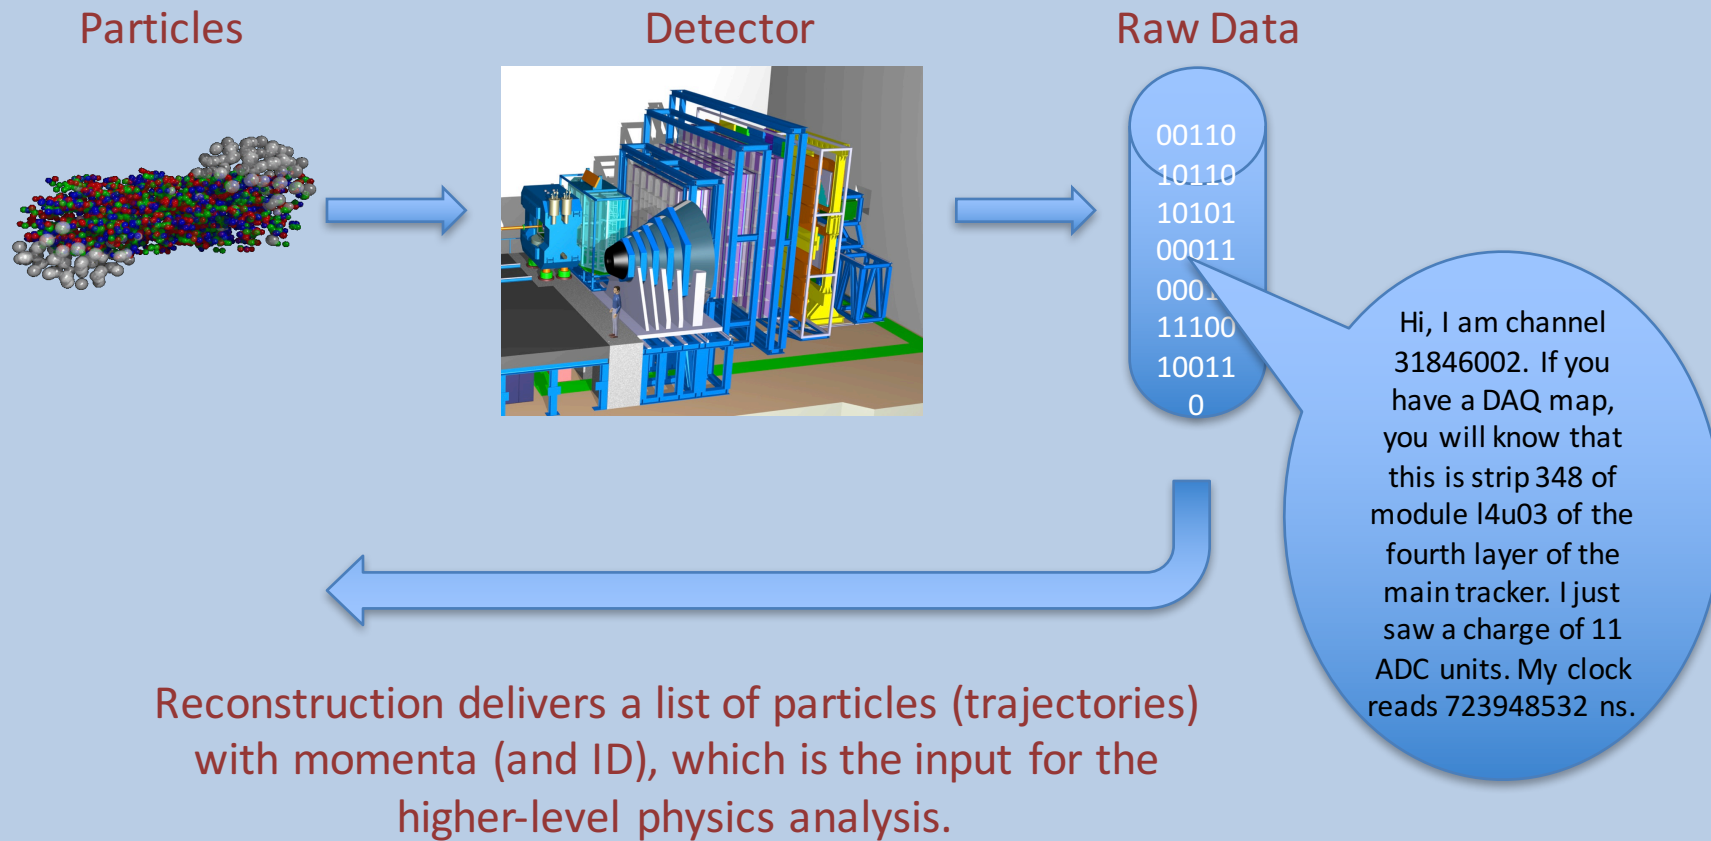 Particles
Detector
Raw Data
00110
10110
10101
00011
11100
10011
0
Hi, I am channel
31846002. If you
have a DAQ map,
you will know that
this is strip 348 of
module l4u03 of the
fourth layer of the
main tracker. I just
saw a charge of 11
ADC units. My clock
reads 723948532 ns.
Reconstruction delivers a list of particles (trajectories)
with momenta (and ID), which is the input for the
higher-level physics analysis.